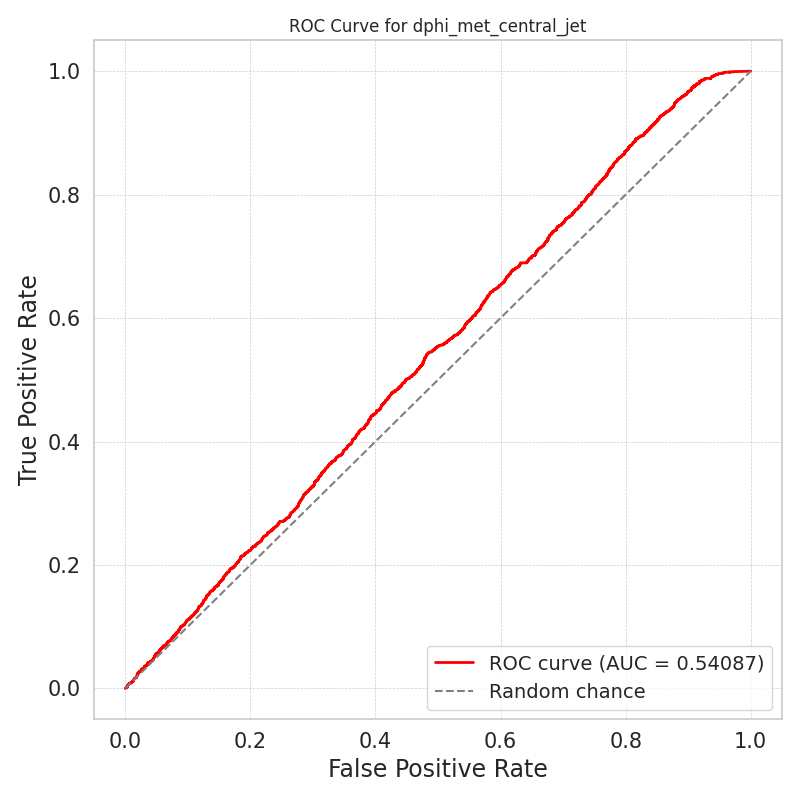 ROC Curve for dphi_met_central_jet
True Positive Rate
1.0
0.8
0.6
0.4
0.2
0.0
ROC curve (AUC = 0.54087)
Random chance
0.0 0.2 0.4 0.6 0.8 1.0
False Positive Rate